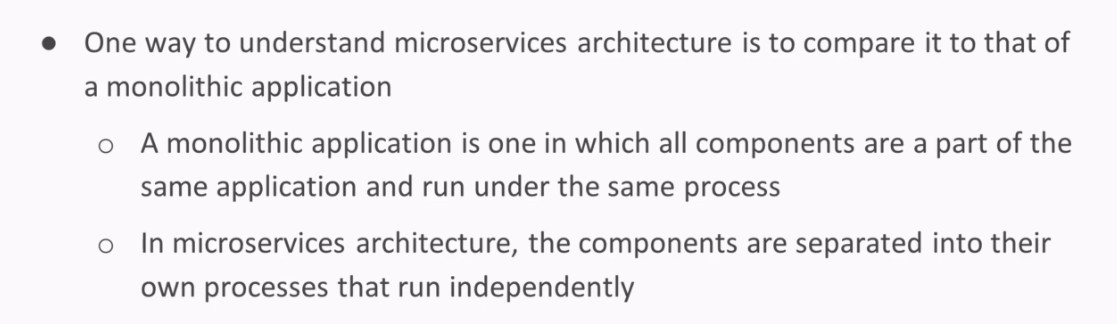 ● One way to understand microservices architecture is to compare it to that of
a monolithic application
○ A monolithic application is one in which all components are a part of the
same application and run under the same process
○ In microservices architecture, the components are separated into their
own processes that run independently